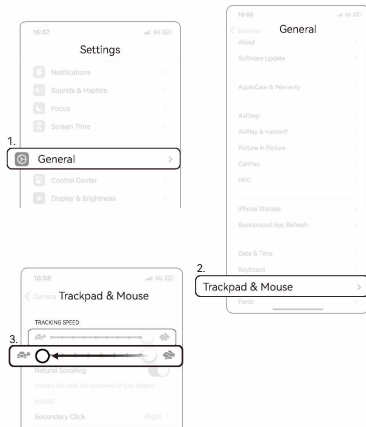 16:57
Settings
Notifications
Sounds & Haptics
Focus
Screen Time
1.
General
Control Center
Display & Brightness
16:58
Settings
General
About
Software Update
AppleCare & Warranty
AirDrop
AirPlay & Handoff
Picture in Picture
CarPlay
NFC
iPhone Storage
Background App Refresh
Date & Time
Keyboard
2.
Trackpad & Mouse
Fonts
16:58
General
Trackpad & Mouse
TRACKING SPEED
3.
Natural Scrolling
MOUSE
Secondary Click
Right